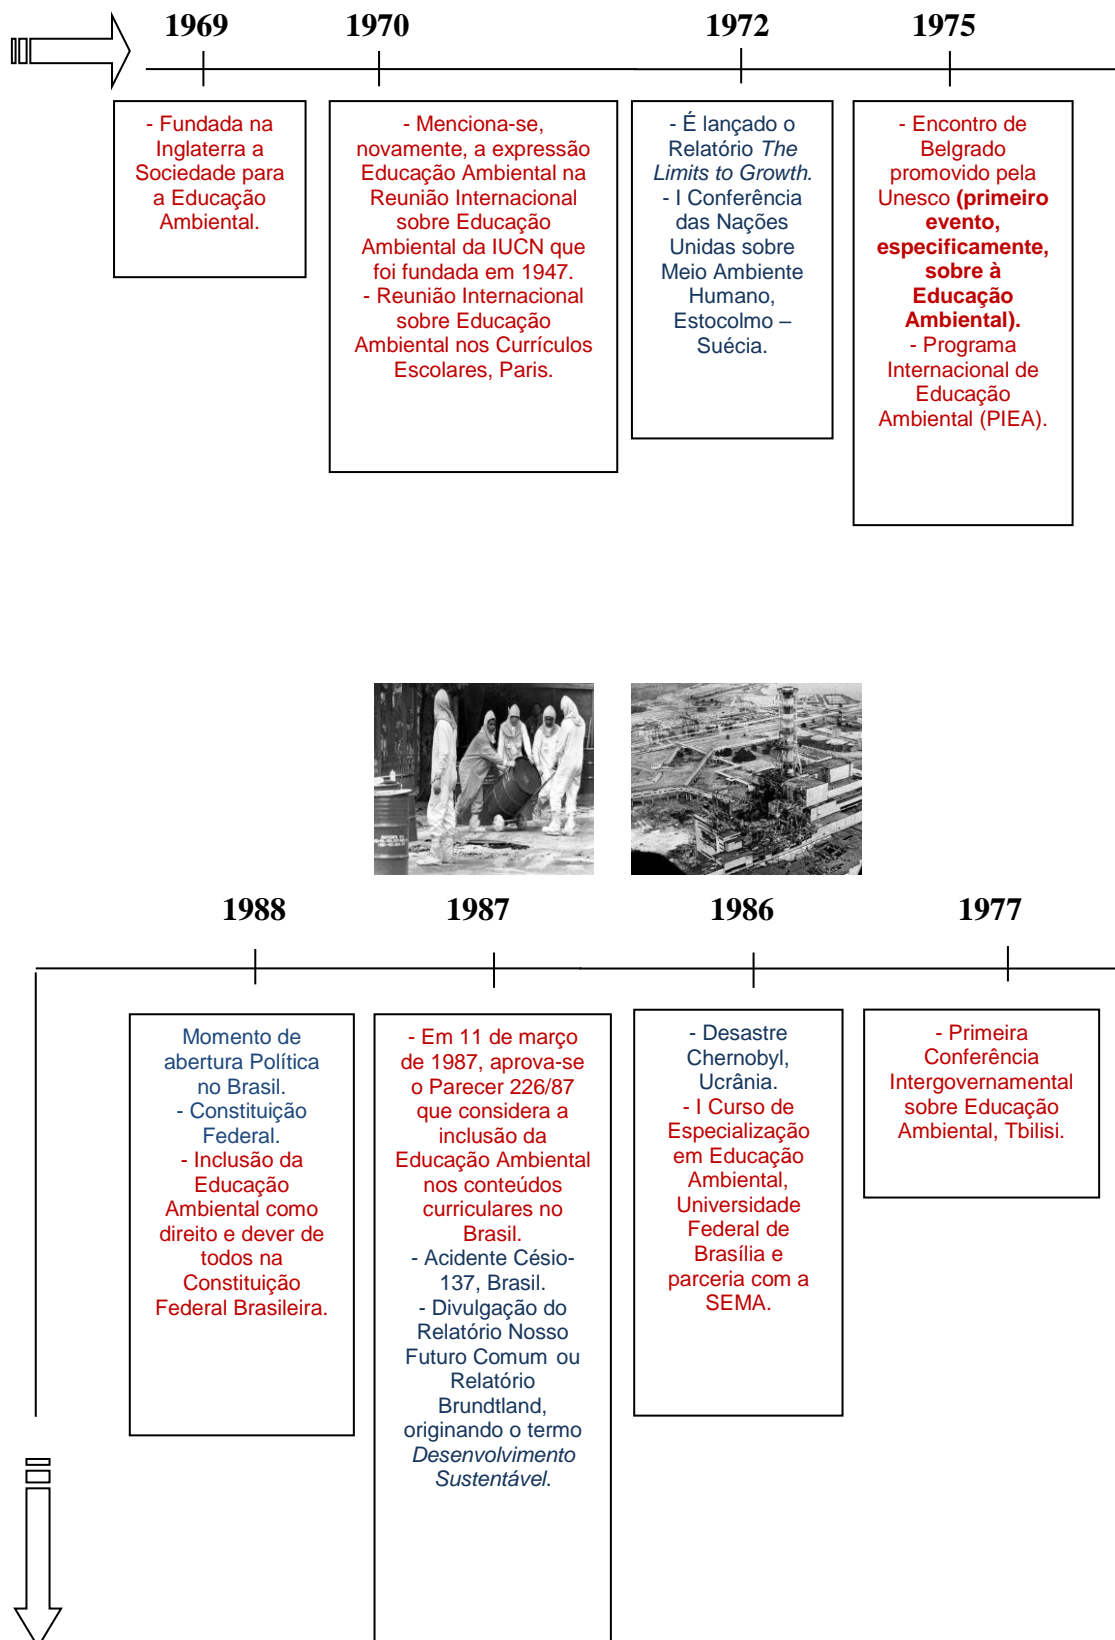 1969
1970
1972
1975
- Fundada na
Inglaterra a
Sociedade para
a Educação
Ambiental.
- Menciona-se,
novamente, a expressão
Educação Ambiental na
Reunião Internacional
sobre Educação
Ambiental da IUCN que
foi fundada em 1947.
- Reunião Internacional
sobre Educação
Ambiental nos Currículos
Escolares, Paris.
- É lançado o
Relatório The
Limits to Growth.
- I Conferência
das Nações
Unidas sobre
Meio Ambiente
Humano,
Estocolmo –
Suécia.
- Encontro de
Belgrado
promovido pela
Unesco (primeiro
evento,
especificamente,
sobre à
Educação
Ambiental).
- Programa
Internacional de
Educação
Ambiental (PIEA).
1988
1987
1986
1977
Momento de
abertura Política
no Brasil.
- Constituição
Federal.
- Inclusão da
Educação
Ambiental como
direito e dever de
todos na
Constituição
Federal Brasileira.
- Em 11 de março
de 1987, aprova-se
o Parecer 226/87
que considera a
inclusão da
Educação Ambiental
nos conteúdos
curriculares no
Brasil.
- Acidente Césio-
137, Brasil.
- Divulgação do
Relatório Nosso
Futuro Comum ou
Relatório
Brundtland,
originando o termo
Desenvolvimento
Sustentável.
- Desastre
Chernobyl,
Ucrânia.
- I Curso de
Especialização
em Educação
Ambiental,
Universidade
Federal de
Brasília e
parceria com a
SEMA.
- Primeira
Conferência
Intergovernamental
sobre Educação
Ambiental, Tbilisi.